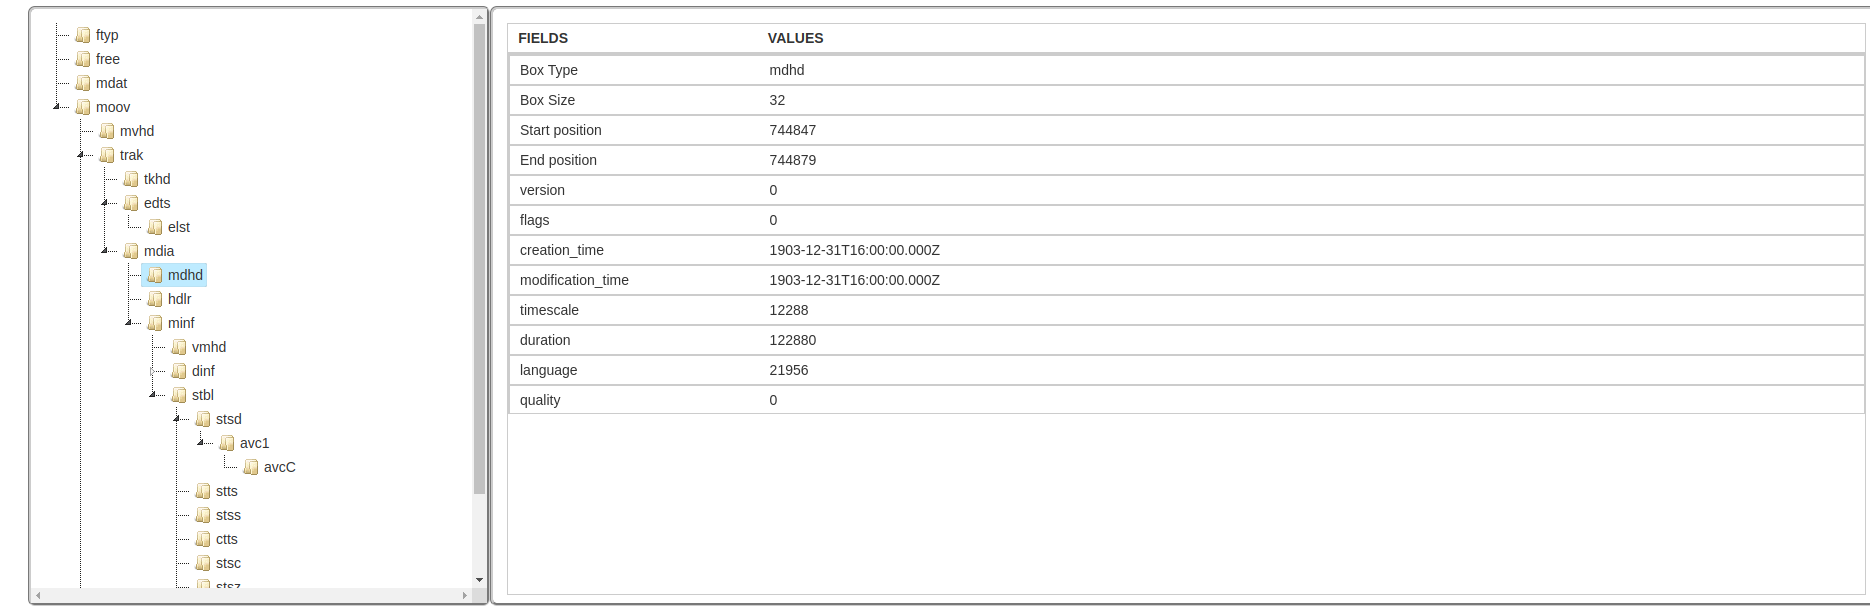 ftyp
free
mdat
moov
mvhd
trak
tkhd
edts
elst
mdia
mdhd
hdlr
minf
vmhd
dinf
stbl
stsd
avc1
avcC
stts
stss
ctts
stsc
stsz
FIELDS VALUES
Box Type mdhd
Box Size 32
Start position 744847
End position 744879
version 0
flags 0
creation_time 1903-12-31T16:00:00.000Z
modification_time 1903-12-31T16:00:00.000Z
timescale 12288
duration 122880
language 21956
quality 0